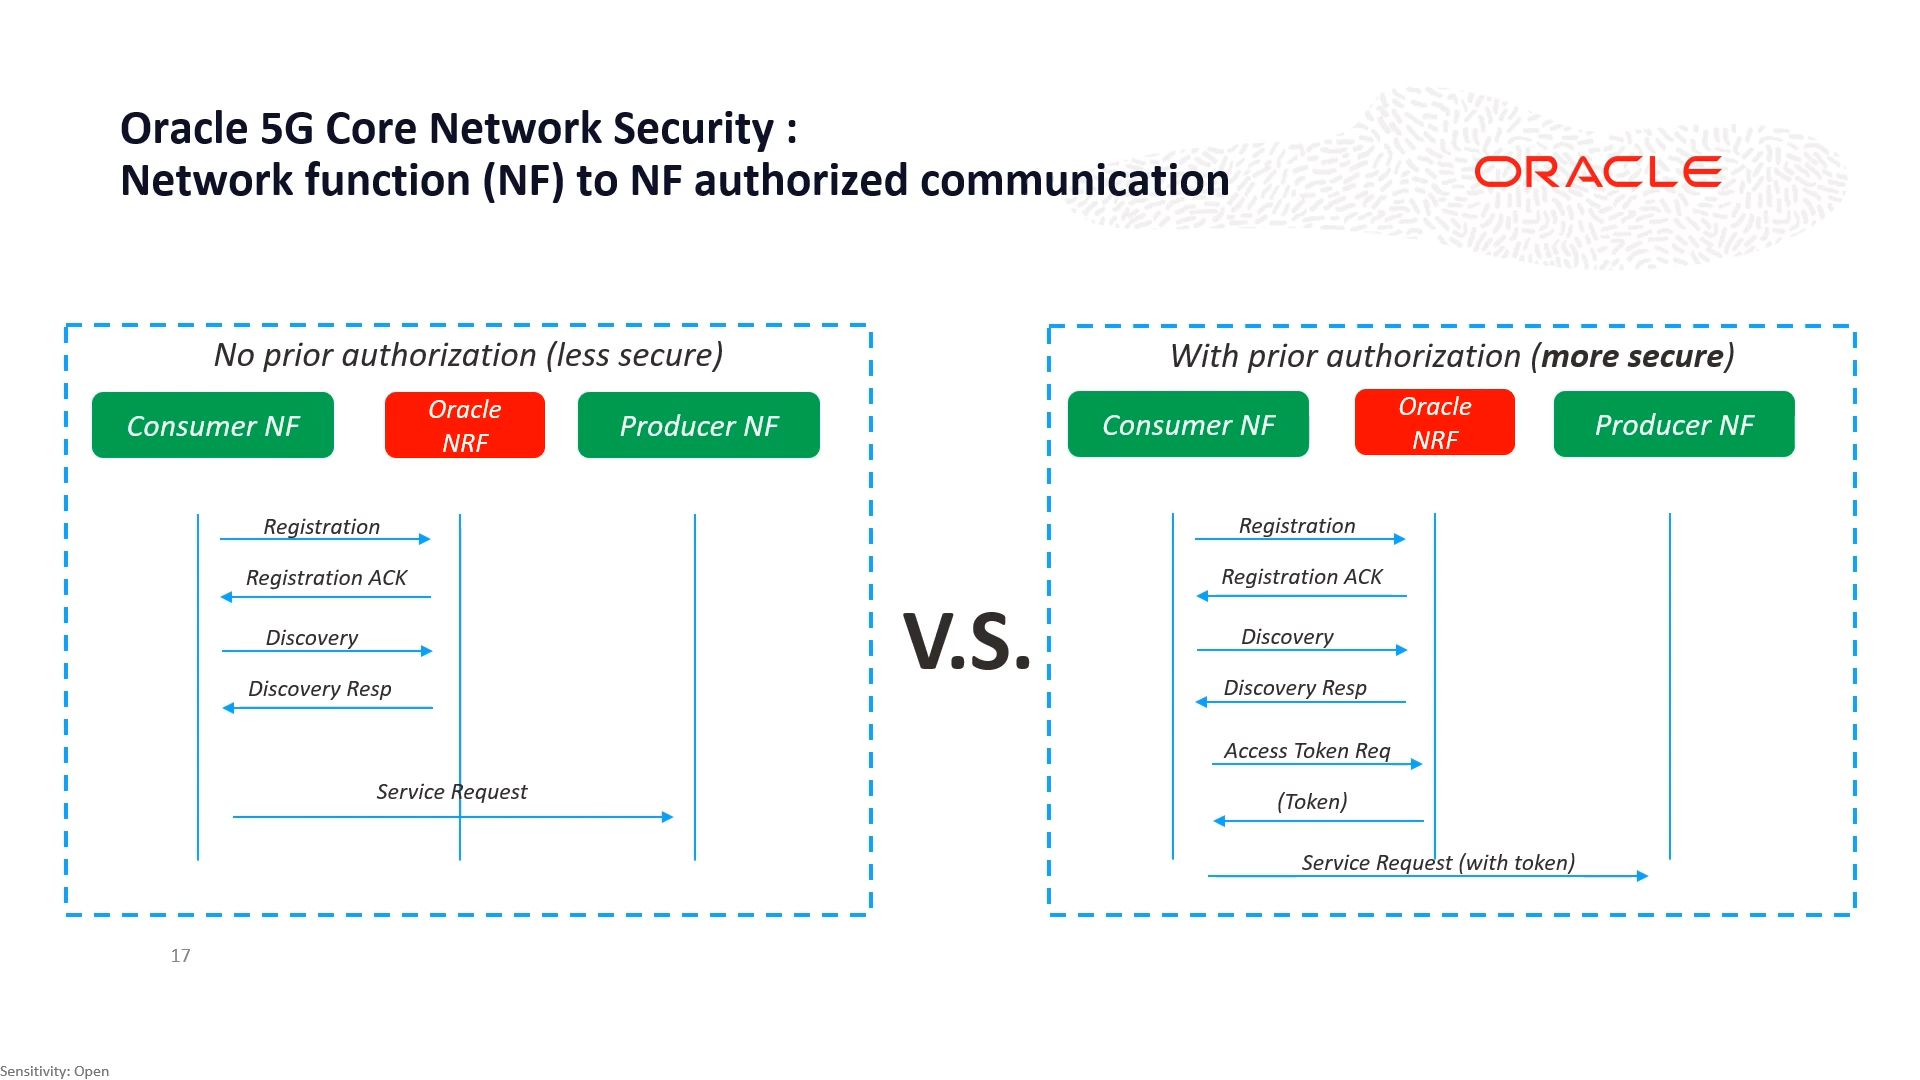 Oracle 5G Core Network Security :
Network function (NF) to NF authorized communication
ORACLE
No prior authorization (less secure)
Consumer NF
Oracle
NRF
Producer NF
Registration
Registration ACK
Discovery
Discovery Resp
Service Request
V.S.
With prior authorization (more secure)
Consumer NF
Oracle
NRF
Producer NF
Registration
Registration ACK
Discovery
Discovery Resp
Access Token Req
(Token)
Service Request (with token)
17
Sensitivity: Open